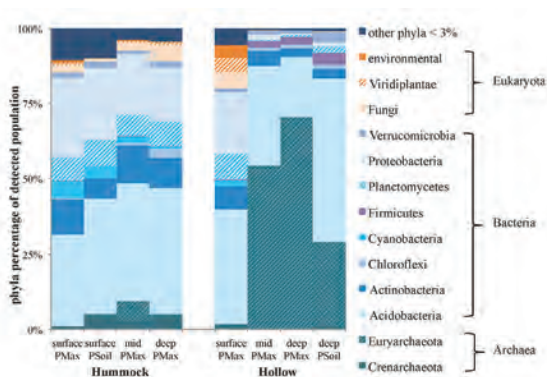 100%
75%
50%
25%
0%
phyla percentage of detected population
surface PMax
surface PSoil
mid PMax
deep PMax
Hummock
surface PMax
mid PMax
deep PMax
deep PSoil
Hollow
other phyla < 3%
environmental
Viridiplantae
Fungi
Verrucomicrobia
Proteobacteria
Planctomycetes
Firmicutes
Cyanobacteria
Chloroflexi
Actinobacteria
Acidobacteria
Euryarchaeota
Crenarchaeota
Eukaryota
Bacteria
Archaea